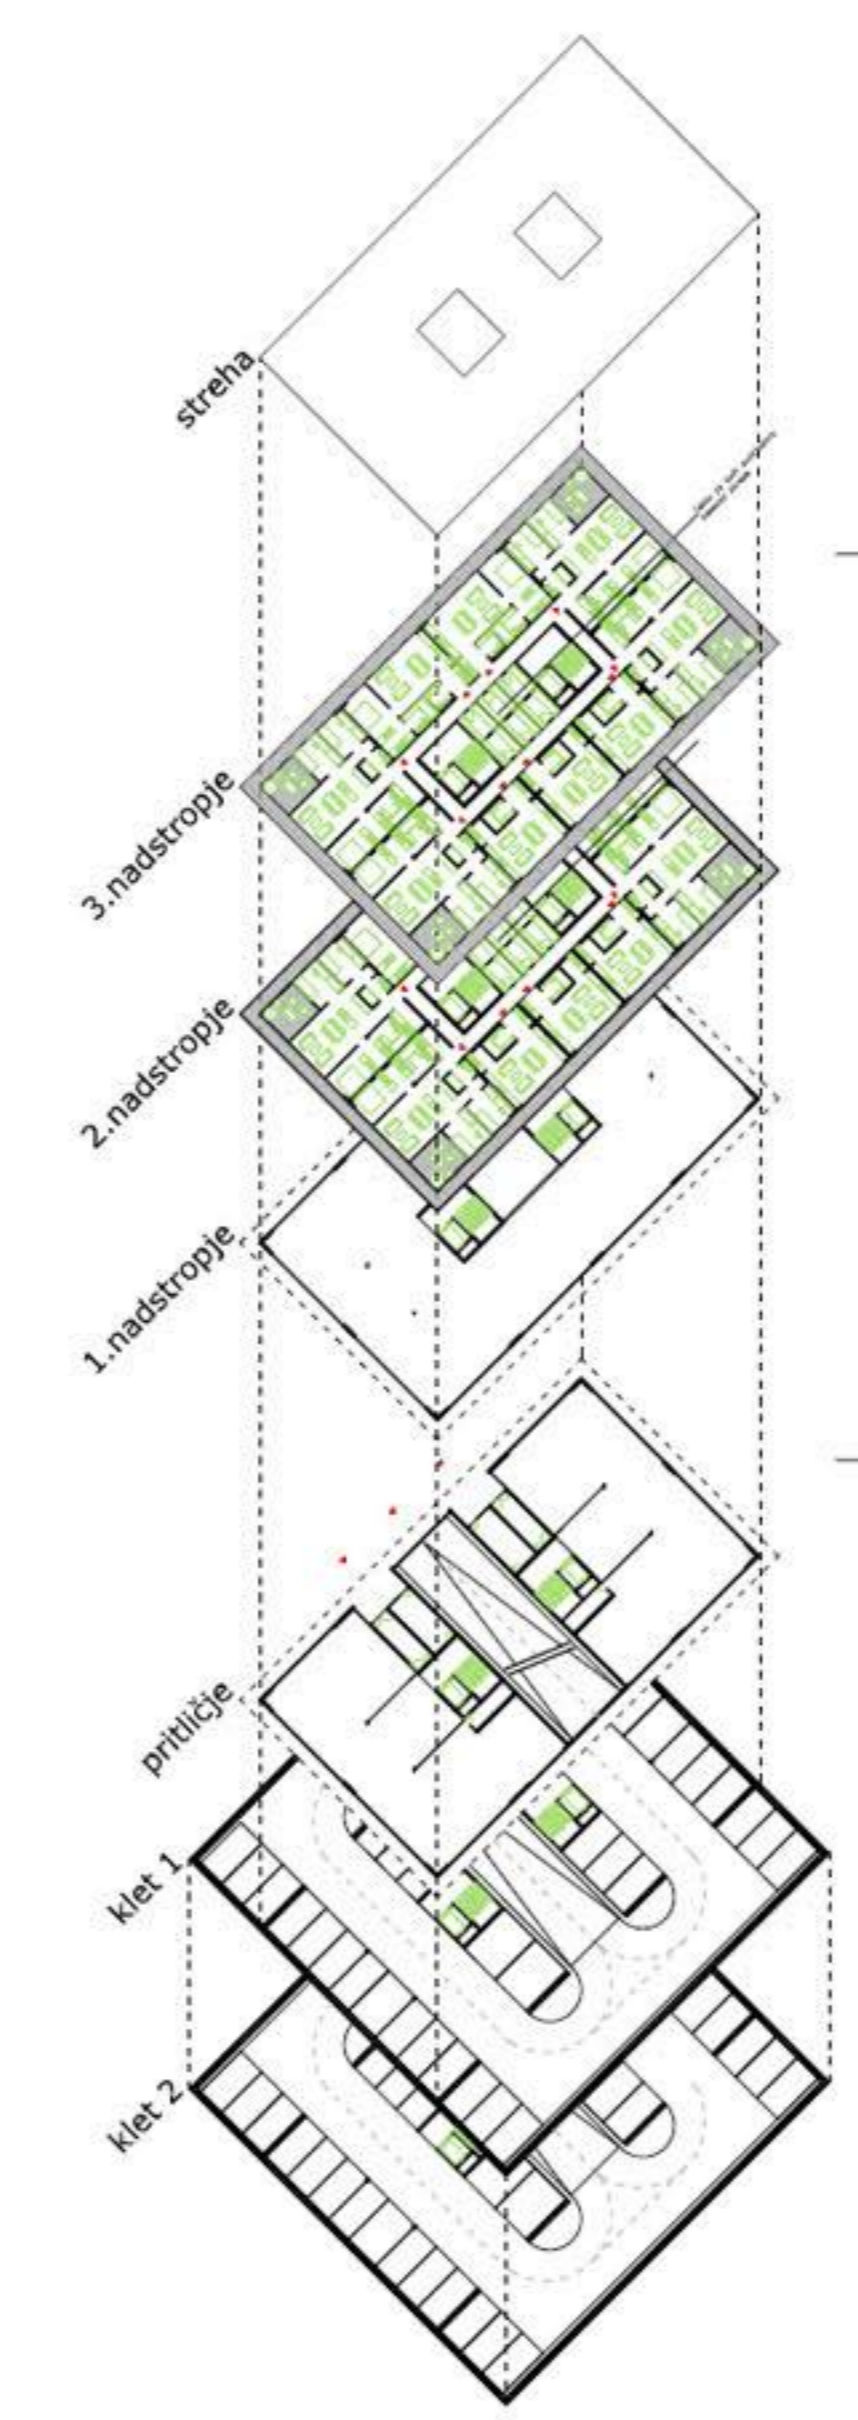 streha
3.nadstropje
2.nadstropje
1.nadstropje
pritličje
klet 1
klet 2